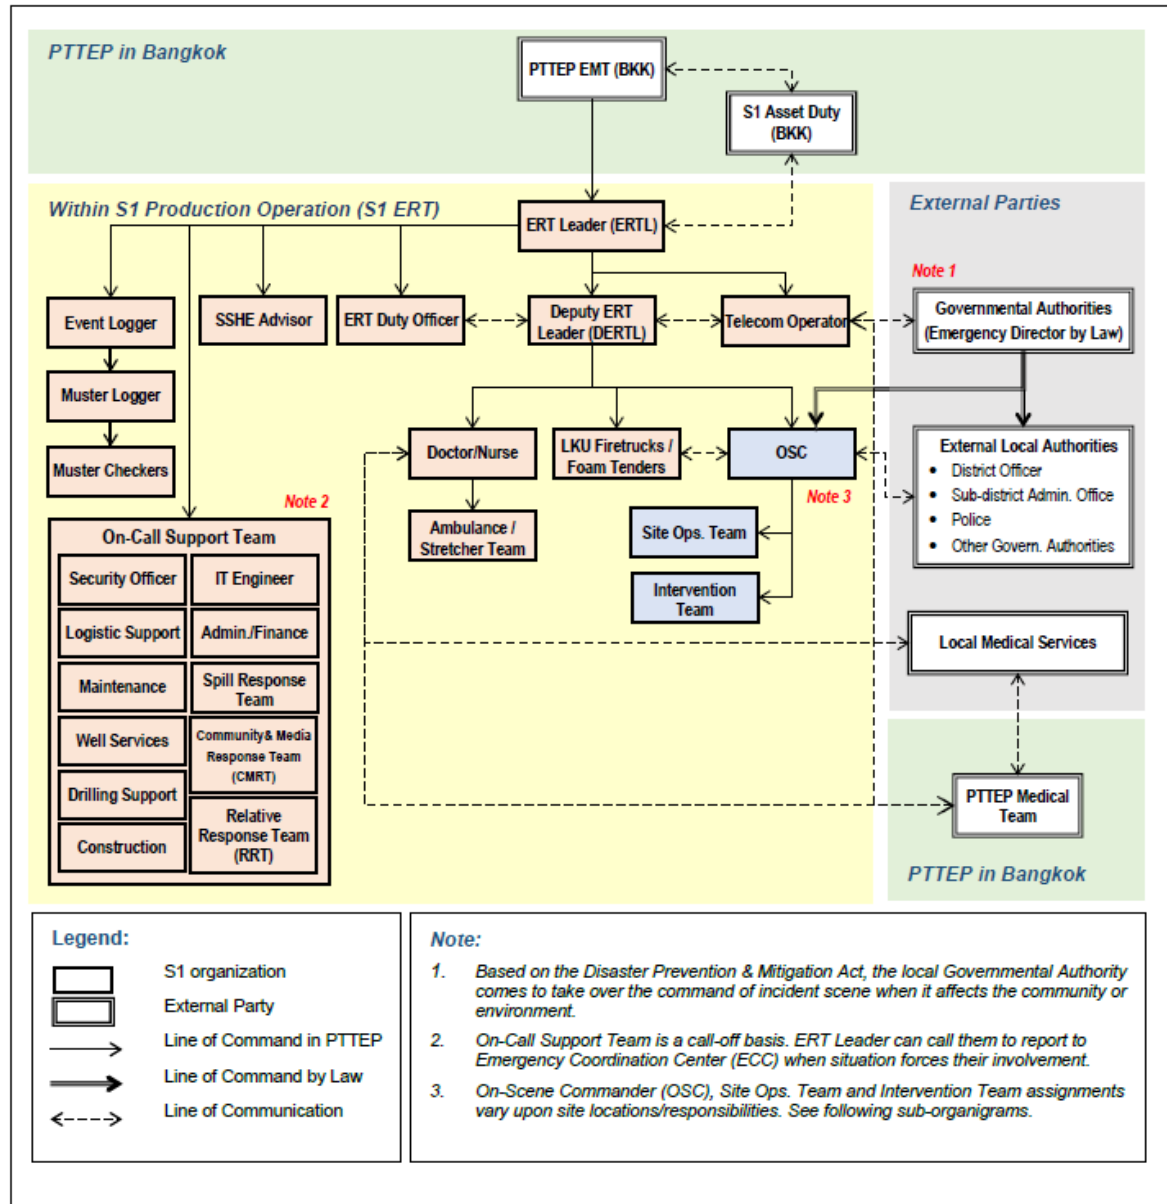 PTTEP in Bangkok
PTTEP EMT (BKK)
S1 Asset Duty
(BKK)
Within S1 Production Operation (S1 ERT)
External Parties
ERT Leader (ERTL)
Note 1
Event Logger
SSHE Advisor
ERT Duty Officer
Deputy ERT
Leader (DERTL)
Telecom Operator
Governmental Authorities
(Emergency Director by Law)
Muster Logger
Muster Checkers
Doctor/Nurse
LKU Firetrucks /
Foam Tenders
OSC
External Local Authorities
• District Officer
• Sub-district Admin. Office
• Police
• Other Govern. Authorities
Note 2
Note 3
Ambulance /
Stretcher Team
Site Ops. Team
Intervention
Team
On-Call Support Team
Security Officer
IT Engineer
Logistic Support
Admin./Finance
Maintenance
Spill Response
Team
Well Services
Community& Media
Response Team
(CMRT)
Drilling Support
Relative
Response Team
(RRT)
Construction
Local Medical Services
PTTEP Medical
Team
PTTEP in Bangkok
Legend:
S1 organization
External Party
Line of Command in PTTEP
Line of Command by Law
Line of Communication
Note:
1. Based on the Disaster Prevention & Mitigation Act, the local Governmental Authority
comes to take over the command of incident scene when it affects the community or
environment.
2. On-Call Support Team is a call-off basis. ERT Leader can call them to report to
Emergency Coordination Center (ECC) when situation forces their involvement.
3. On-Scene Commander (OSC), Site Ops. Team and Intervention Team assignments
vary upon site locations/responsibilities. See following sub-organigrams.